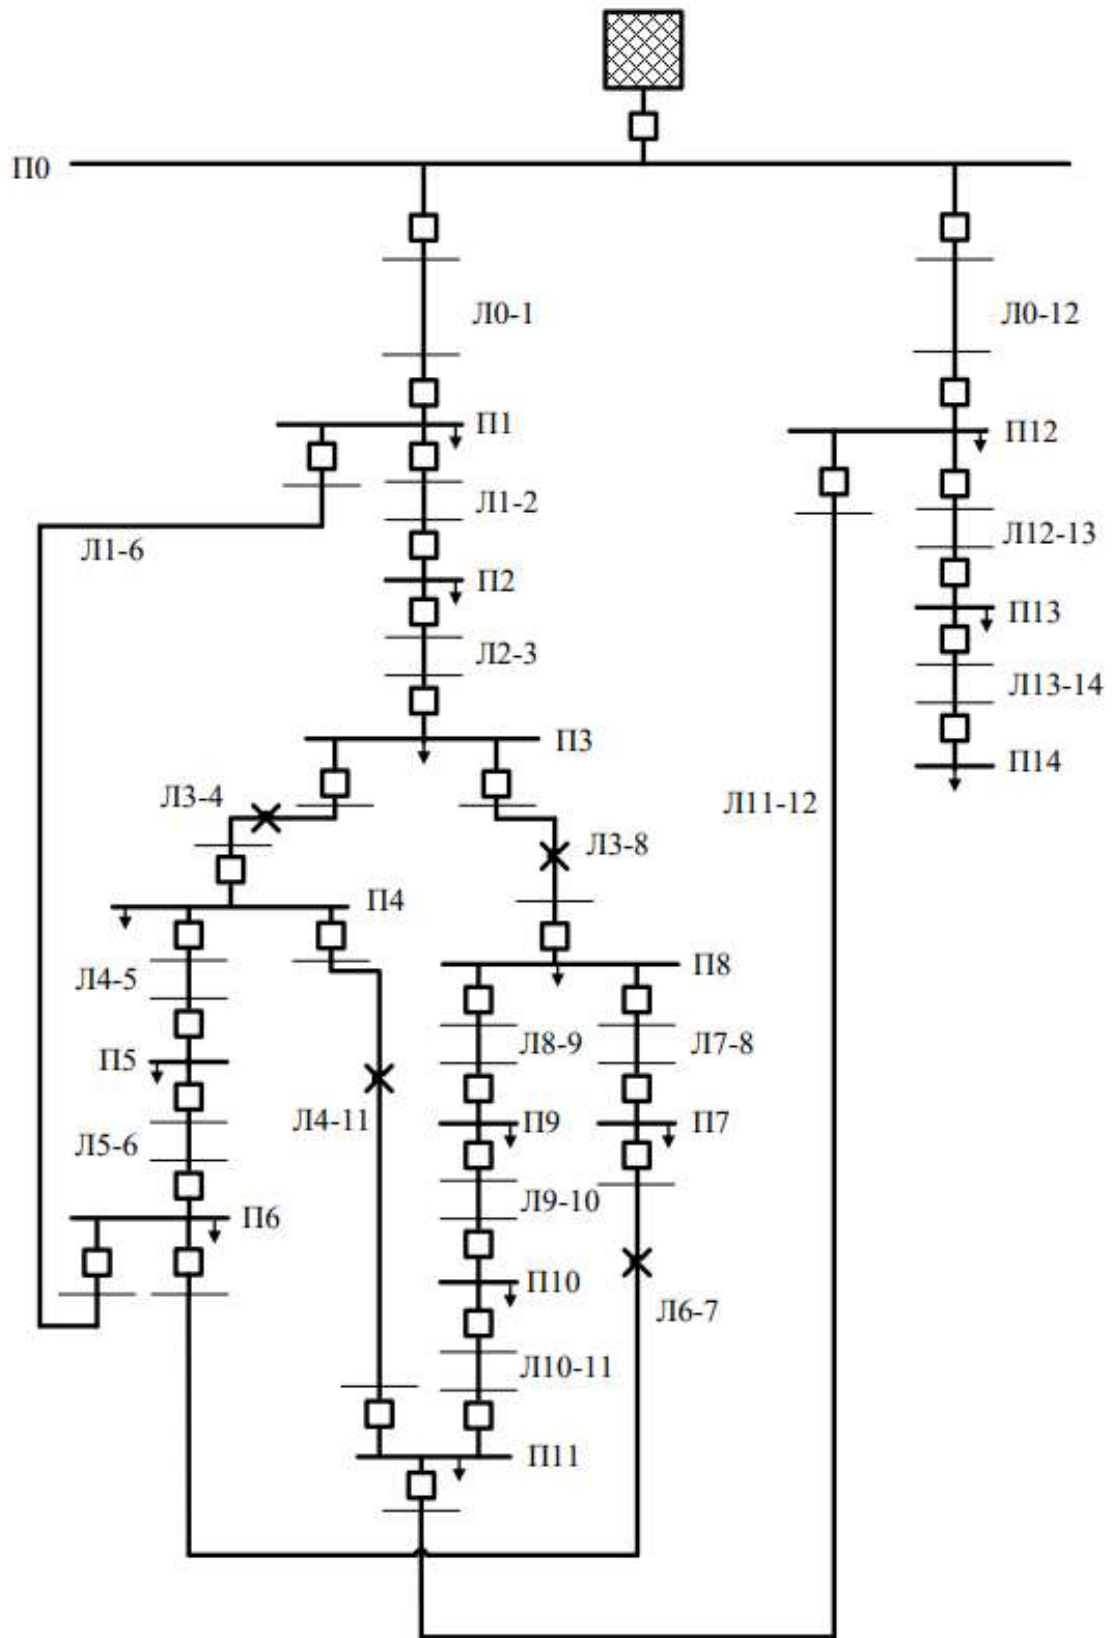 П0
Л0-1
Л0-12
П1
П12
Л1-2
Л12-13
Л1-6
П2
П13
Л2-3
Л13-14
П3
П14
Л3-4
Л11-12
Л3-8
П4
П8
Л4-5
Л8-9
Л7-8
П5
Л4-11
П9
П7
Л5-6
Л9-10
П6
П10
Л6-7
Л10-11
П11